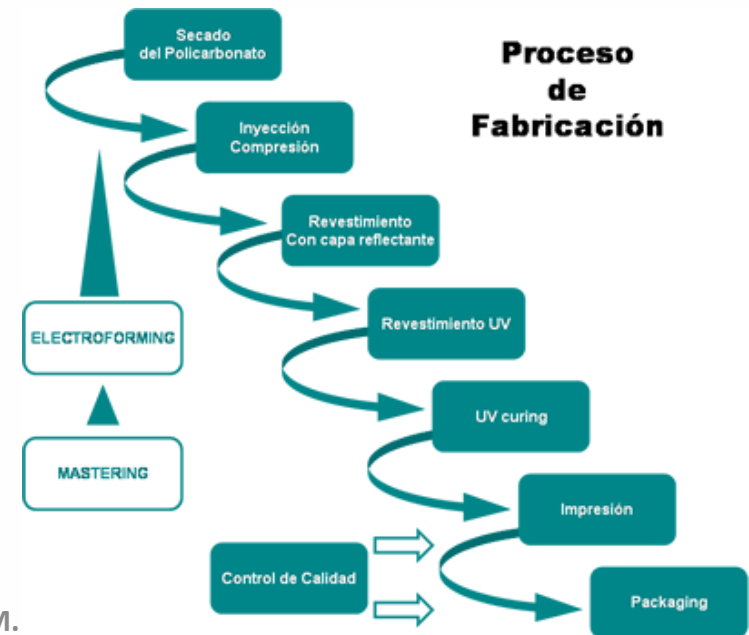 Secado
del Policarbonato
Proceso
de
Fabricación
Inyección
Compresión
Revestimiento
Con capa reflectante
ELECTROFORMING
Revestimiento UV
UV curing
MASTERING
Impresión
Control de Calidad
Packaging
M.